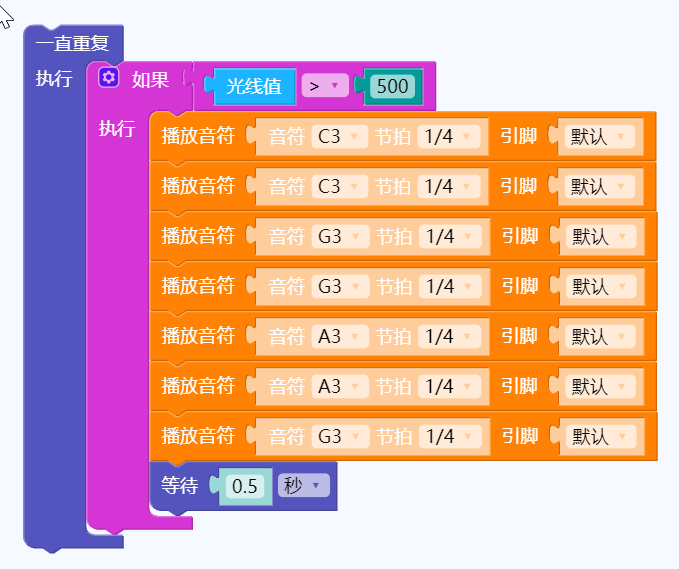 一直重复
执行 如果 光线值 > 500
执行 播放音符 音符 C3 节拍 1/4 引脚 默认
播放音符 音符 C3 节拍 1/4 引脚 默认
播放音符 音符 G3 节拍 1/4 引脚 默认
播放音符 音符 G3 节拍 1/4 引脚 默认
播放音符 音符 A3 节拍 1/4 引脚 默认
播放音符 音符 A3 节拍 1/4 引脚 默认
播放音符 音符 G3 节拍 1/4 引脚 默认
等待 0.5 秒